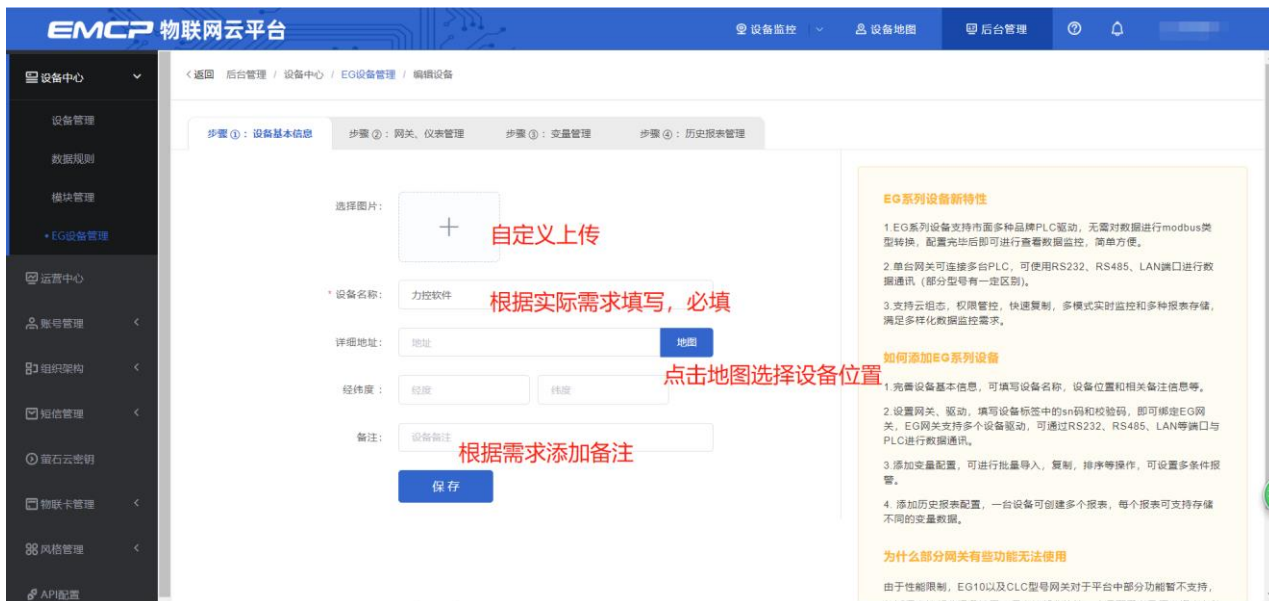 EMCP 物联网云平台
设备监控
设备地图
后台管理
设备中心
设备管理
数据规则
模块管理
•EG设备管理
运营中心
账号管理
组织架构
短信管理
萤石云密钥
物联卡管理
风格管理
API配置
<返回 后台管理 / 设备中心 / EG设备管理 / 编辑设备
步骤①：设备基本信息
步骤②：网关、仪表管理
步骤③：变量管理
步骤④：历史报表管理
选择图片：
自定义上传
* 设备名称： 力控软件
根据实际需求填写，必填
详细地址： 地址 地图
点击地图选择设备位置
经纬度： 经度 纬度
备注： 设备备注
根据需求添加备注
保存
EG系列设备新特性
1.EG系列设备支持市面多种品牌PLC驱动，无需对数据进行modbus类
型转换，配置完毕后即可进行查看数据监控，简单方便。
2.单台网关可连接多台PLC，可使用RS232、RS485、LAN端口进行数
据通讯（部分型号有一定区别)。
3.支持云组态，权限管控，快速复制，多模式实时监控和多种报表存储，
满足多样化数据监控需求。
如何添加EG系列设备
1.完善设备基本信息，可填写设备名称，设备位置和相关备注信息等。
2.设置网关、驱动，填写设备标签中的sn码和校验码，即可绑定EG网
关，EG网关支持多个设备驱动，可通过RS232、RS485、LAN等端口与
PLC进行数据通讯。
3.添加变量配置，可进行批量导入，复制，排序等操作，可设置多条件报
警。
4. 添加历史报表配置，一台设备可创建多个报表，每个报表可支持存储
不同的变量数据。
为什么部分网关有些功能无法使用
由于性能限制，EG10以及CLC型号网关对于平台中部分功能暂不支持，